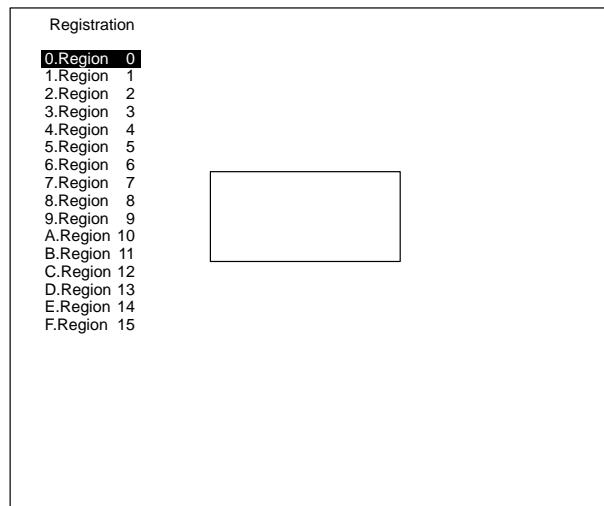 Registration
0.Region 0
1.Region 1
2.Region 2
3.Region 3
4.Region 4
5.Region 5
6.Region 6
7.Region 7
8.Region 8
9.Region 9
A.Region 10
B.Region 11
C.Region 12
D.Region 13
E.Region 14
F.Region 15